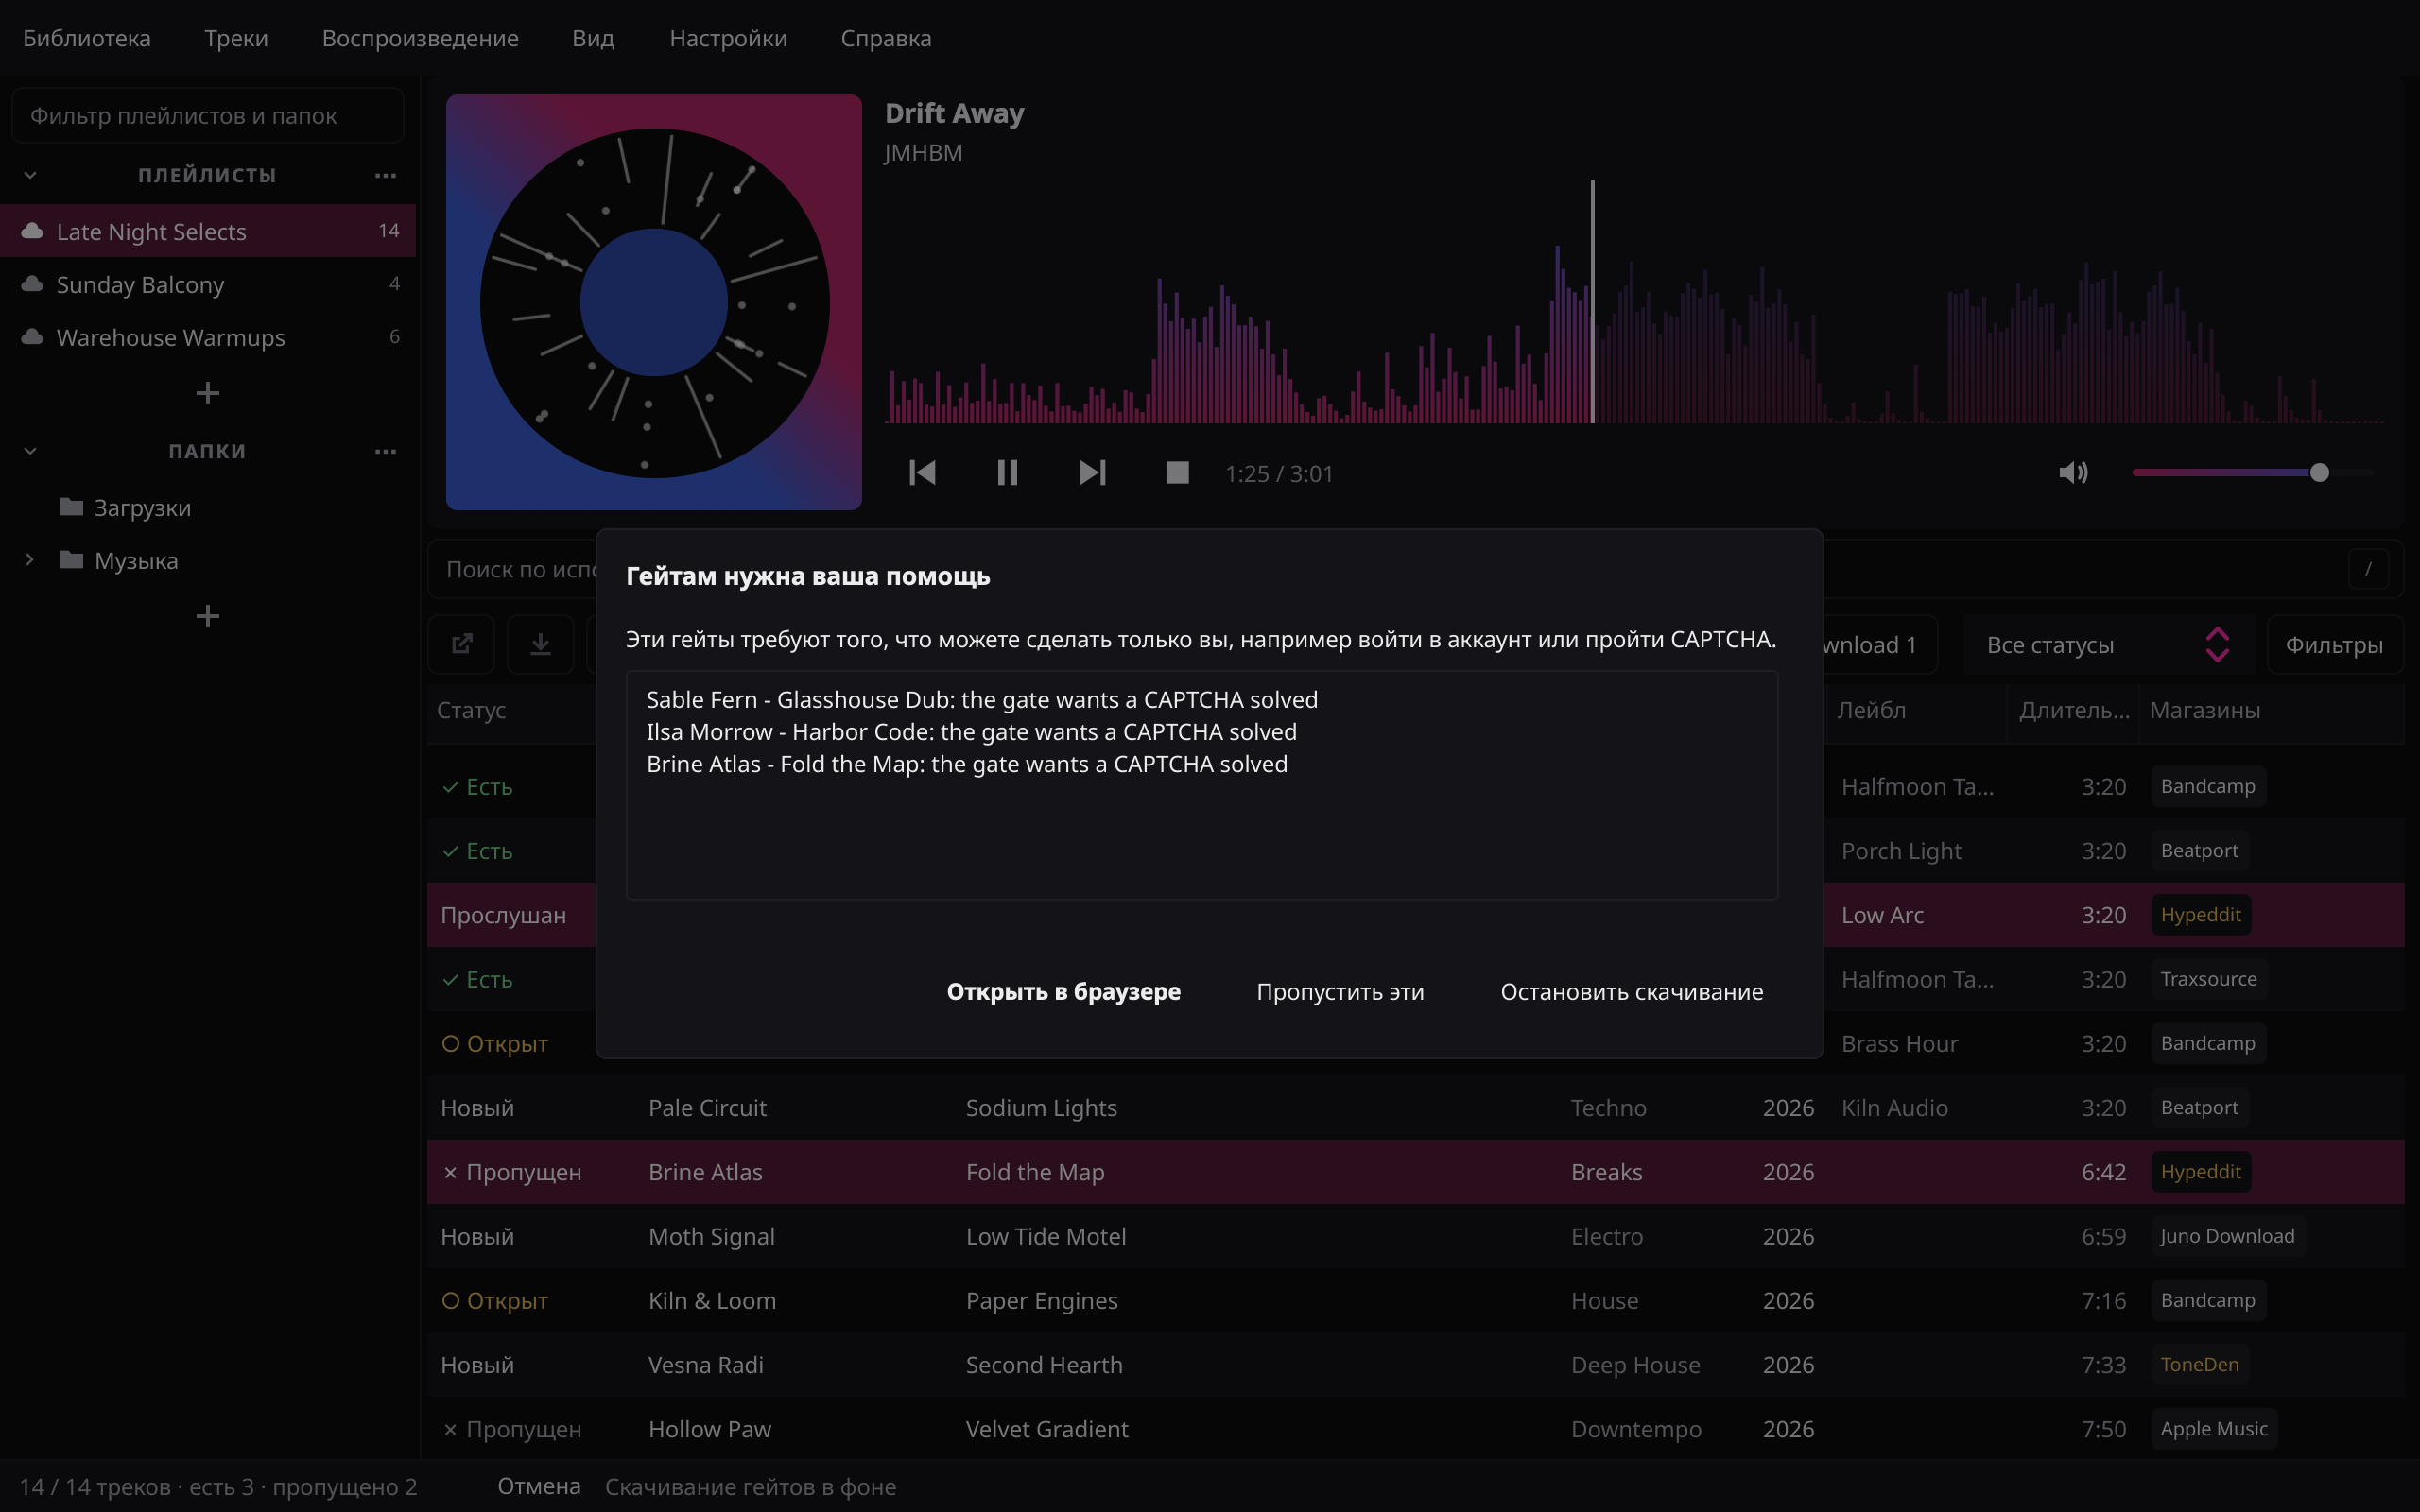 Библиотека Треки Воспроизведение Вид Настройки Справка
Фильтр плейлистов и папок
ПЛЕЙЛИСТЫ
Late Night Selects 14
Sunday Balcony 4
Warehouse Warmups 6
ПАПКИ
Загрузки
Музыка
Drift Away
JMHBM
1:25 / 3:01
Поиск по /
Все статусы Фильтры
Гейтам нужна ваша помощь
Эти гейты требуют того, что можете сделать только вы, например войти в аккаунт или пройти CAPTCHA.
Sable Fern - Glasshouse Dub: the gate wants a CAPTCHA solved
Ilsa Morrow - Harbor Code: the gate wants a CAPTCHA solved
Brine Atlas - Fold the Map: the gate wants a CAPTCHA solved
Открыть в браузере Пропустить эти Остановить скачивание
Статус Лейбл Длитель... Магазины
Есть Halfmoon Ta... 3:20 Bandcamp
Есть Porch Light 3:20 Beatport
Прослушан Low Arc 3:20 Hypeddit
Есть Halfmoon Ta... 3:20 Traxsource
Открыт Brass Hour 3:20 Bandcamp
Новый Pale Circuit Sodium Lights Techno 2026 Kiln Audio 3:20 Beatport
Пропущен Brine Atlas Fold the Map Breaks 2026 6:42 Hypeddit
Новый Moth Signal Low Tide Motel Electro 2026 6:59 Juno Download
Открыт Kiln & Loom Paper Engines House 2026 7:16 Bandcamp
Новый Vesna Radi Second Hearth Deep House 2026 7:33 ToneDen
Пропущен Hollow Paw Velvet Gradient Downtempo 2026 7:50 Apple Music
14 / 14 треков · есть 3 · пропущено 2 Отмена Скачивание гейтов в фоне